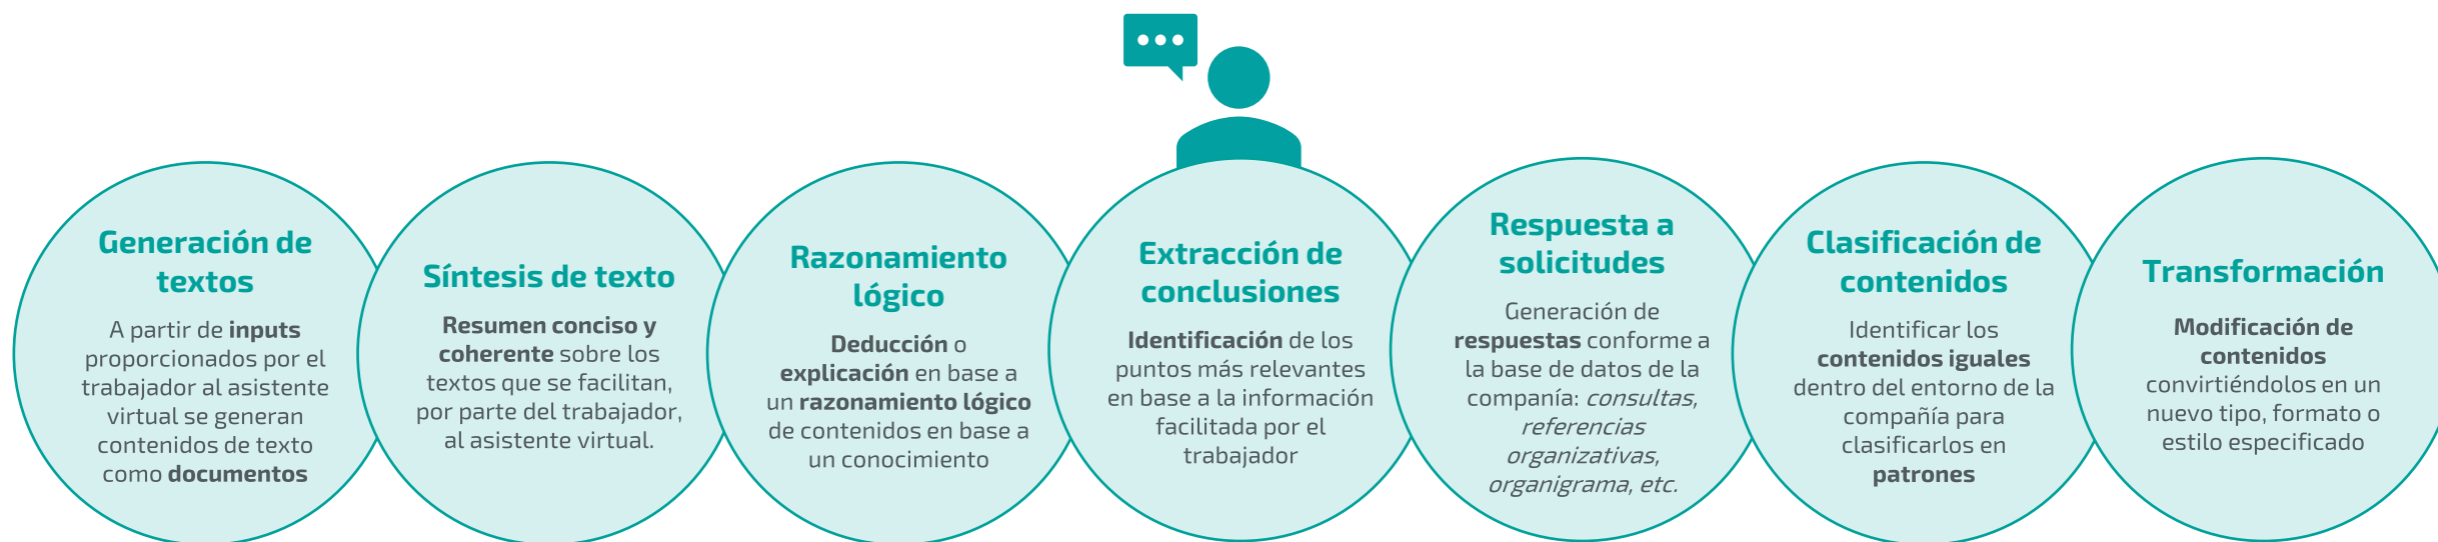 Generación de
textos
A partir de inputs
proporcionados por el
trabajador al asistente
virtual se generan
contenidos de texto
como documentos
Síntesis de texto
Resumen conciso y
coherente sobre los
textos que se facilitan,
por parte del trabajador,
al asistente virtual.
Razonamiento
lógico
Deducción o
explicación en base a
un razonamiento lógico
de contenidos en base a
un conocimiento
Extracción de
conclusiones
Identificación de los
puntos más relevantes
en base a la información
facilitada por el
trabajador
Respuesta a
solicitudes
Generación de
respuestas conforme a
la base de datos de la
companía: consultas,
referencias
organizativas,
organigrama, etc.
Clasificación de
contenidos
Identificar los
contenidos iguales
dentro del entorno de la
compañía para
clasificarlos en
patrones
Transformación
Modificación de
contenidos
convirtiéndolos en un
nuevo tipo, formato o
estilo especificado